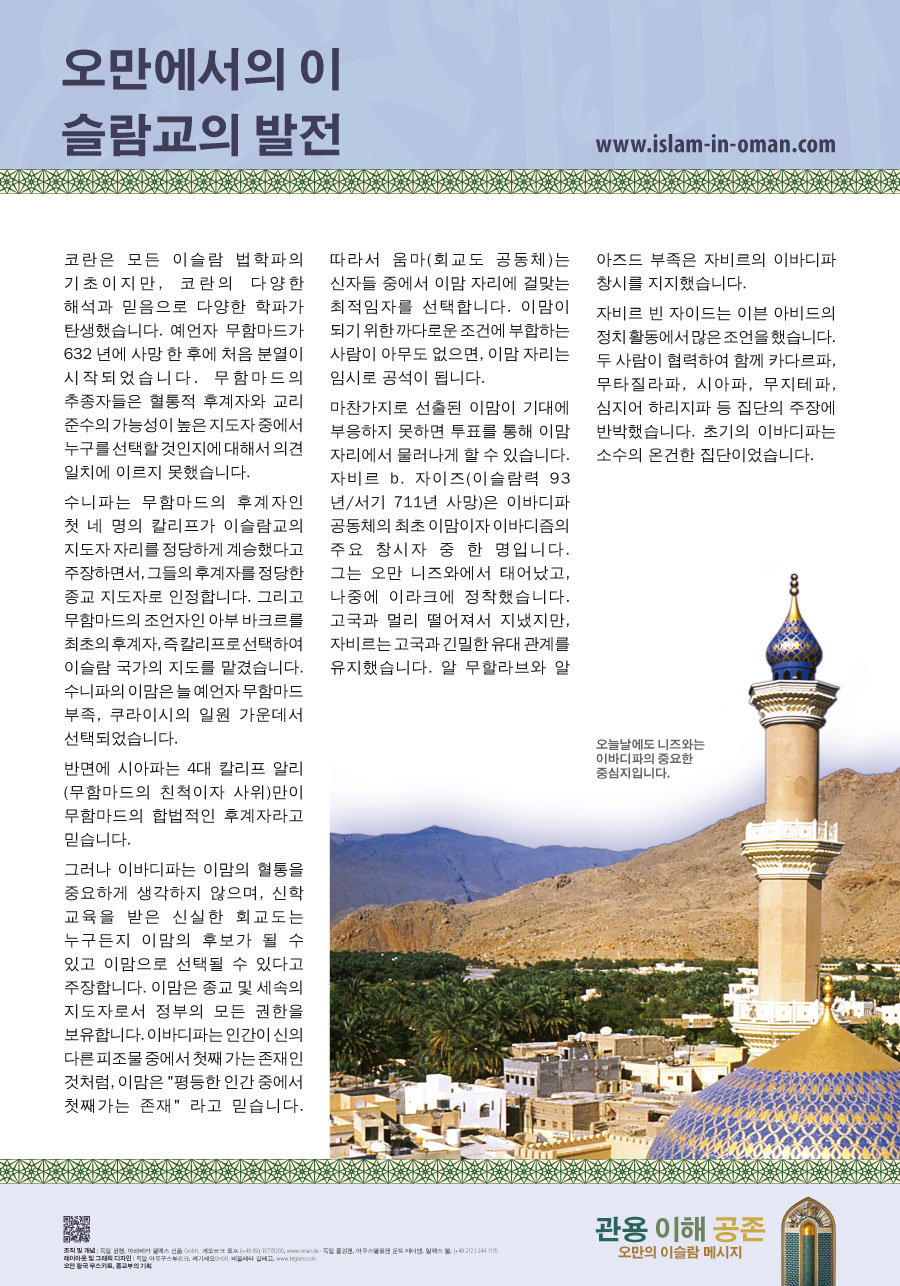 오만에서의 이
슬람교의 발전
www.islam-in-oman.com
코란은 모든 이슬람 법학파의
기초이지만, 코란의 다양한
해석과 믿음으로 다양한 학파가
탄생했습니다. 예언자 무함마드가
632 년에 사망 한 후에 처음 분열이
시작되었습니다. 무함마드의
추종자들은 혈통적 후계자와 교리
준수의 가능성이 높은 지도자 중에서
누구를 선택할 것인지에 대해서 의견
일치에 이르지 못했습니다.
수니파는 무함마드의 후계자인
첫 네 명의 칼리프가 이슬람교의
지도자 자리를 정당하게 계승했다고
주장하면서, 그들의 후계자를 정당한
종교 지도자로 인정합니다. 그리고
무함마드의 조언자인 아부 바크르를
최초의 후계자, 즉 칼리프로 선택하여
이슬람 국가의 지도를 맡겼습니다.
수니파의 이맘은 늘 예언자 무함마드
부족, 쿠라이시의 일원 가운데서
선택되었습니다.
반면에 시아파는 4대 칼리프 알리
(무함마드의 친척이자 사위)만이
무함마드의 합법적인 후계자라고
믿습니다.
그러나 이바디파는 이맘의 혈통을
중요하게 생각하지 않으며, 신학
교육을 받은 신실한 회교도는
누구든지 이맘의 후보가 될 수
있고 이맘으로 선택될 수 있다고
주장합니다. 이맘은 종교 및 세속의
지도자로서 정부의 모든 권한을
보유합니다. 이바디파는 인간이 신의
다른 피조물 중에서 첫째 가는 존재인
것처럼, 이맘은 "평등한 인간 중에서
첫째가는 존재" 라고 믿습니다.
따라서 움마(회교도 공동체)는
신자들 중에서 이맘 자리에 걸맞는
최적임자를 선택합니다. 이맘이
되기 위한 까다로운 조건에 부합하는
사람이 아무도 없으면, 이맘 자리는
임시로 공석이 됩니다.
마찬가지로 선출된 이맘이 기대에
부응하지 못하면 투표를 통해 이맘
자리에서 물러나게 할 수 있습니다.
자비르 b. 자이즈(이슬람력 93
년/서기 711년 사망)은 이바디파
공동체의 최초 이맘이자 이바디즘의
주요 창시자 중 한 명입니다.
그는 오만 니즈와에서 태어났고,
나중에 이라크에 정착했습니다.
고국과 멀리 떨어져서 지냈지만,
자비르는 고국과 긴밀한 유대 관계를
유지했습니다. 알 무할라브와 알
아즈드 부족은 자비르의 이바디파
창시를 지지했습니다.
자비르 빈 자이드는 이븐 아비드의
정치 활동에서 많은 조언을 했습니다.
두 사람이 협력하여 함께 카다르파,
무타질라파, 시아파, 무지테파,
심지어 하리지파 등 집단의 주장에
반박했습니다. 초기의 이바디파는
소수의 온건한 집단이었습니다.
오늘날에도 니즈와는
이바디파의 중요한
중심지입니다.
관용 이해 공존
오만의 이슬람 메시지
조직 및 개념 :
레이아웃 및 그래픽 디자인 :
오만 왕국 무스카트, 종교부의 기획